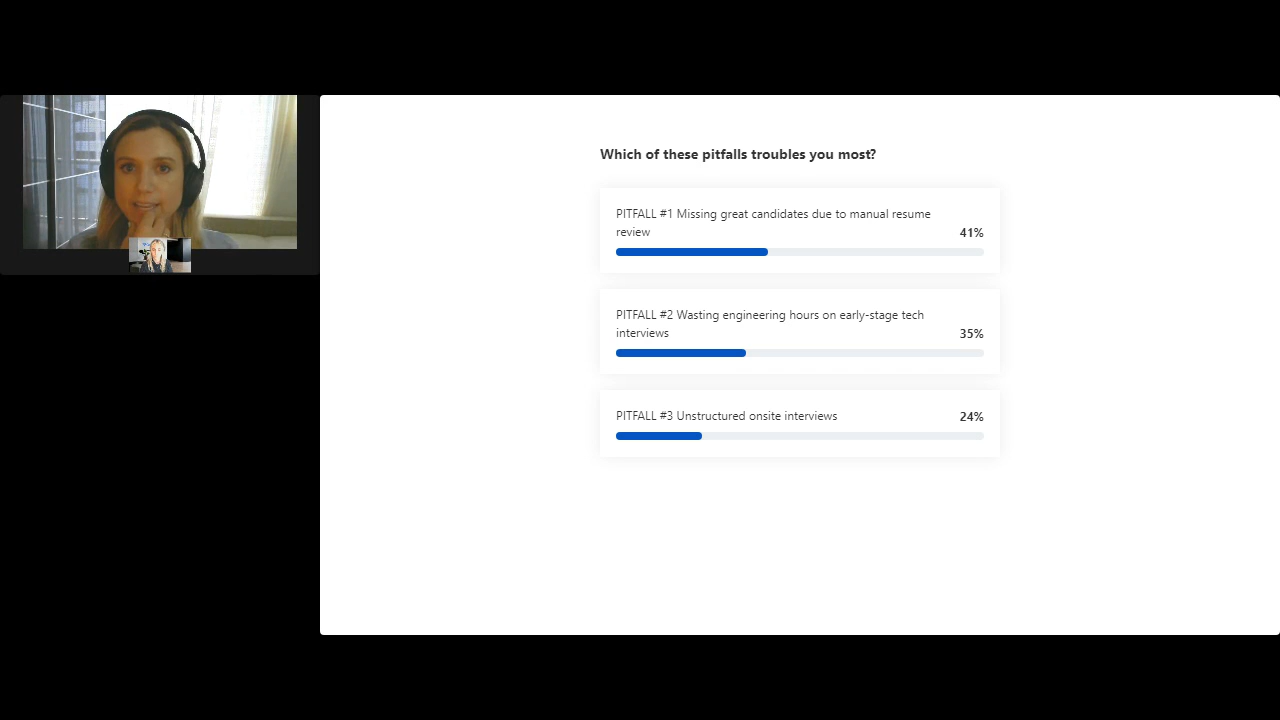 Which of these pitfalls troubles you most?
PITFALL #1 Missing great candidates due to manual resume
review
41%
PITFALL #2 Wasting engineering hours on early-stage tech
interviews
35%
PITFALL #3 Unstructured onsite interviews
24%